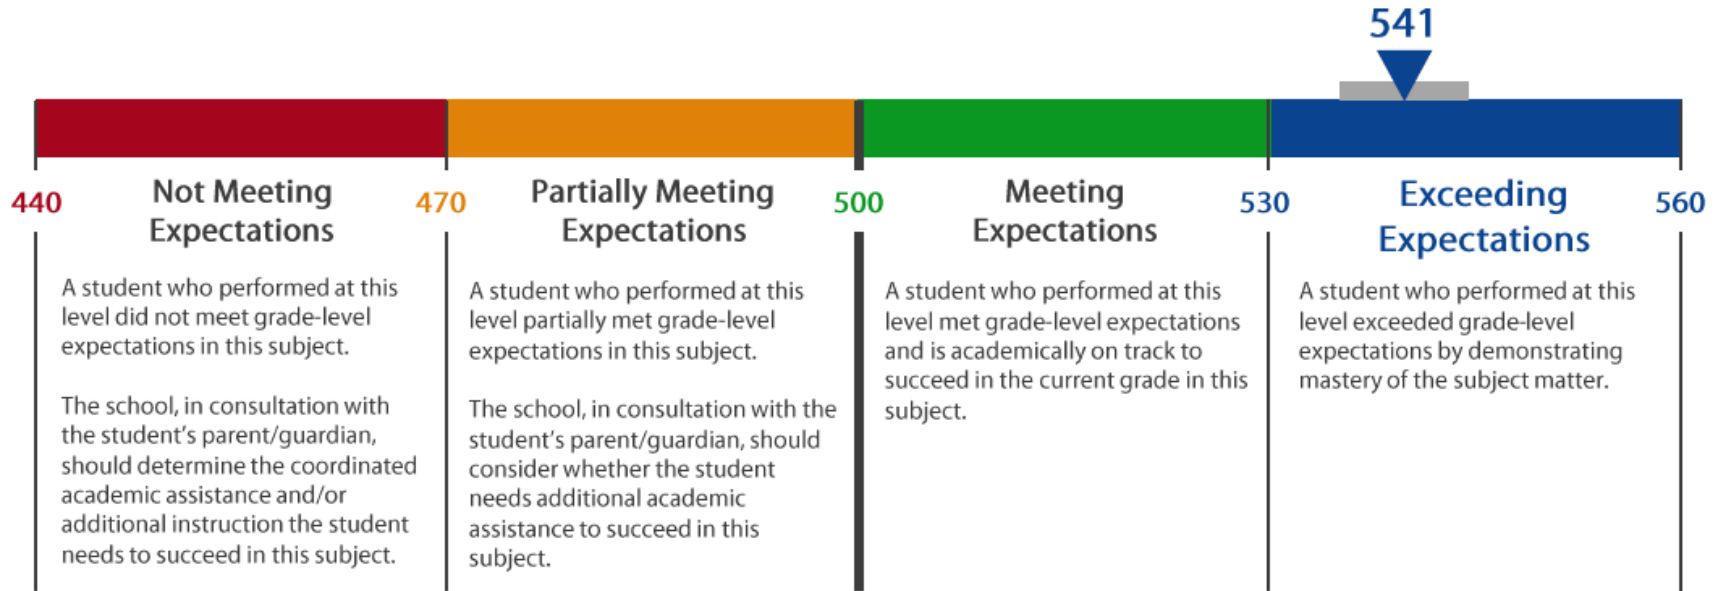 541
440
Not Meeting
Expectations
470
Partially Meeting
Expectations
500
Meeting
Expectations
530
Exceeding
Expectations
560
A student who performed at this
level did not meet grade-level
expectations in this subject.
The school, in consultation with
the student’s parent/guardian,
should determine the coordinated
academic assistance and/or
additional instruction the student
needs to succeed in this subject.
A student who performed at this
level partially met grade-level
expectations in this subject.
The school, in consultation with the
student’s parent/guardian, should
consider whether the student
needs additional academic
assistance to succeed in this
subject.
A student who performed at this
level met grade-level expectations
and is academically on track to
succeed in the current grade in this
subject.
A student who performed at this
level exceeded grade-level
expectations by demonstrating
mastery of the subject matter.